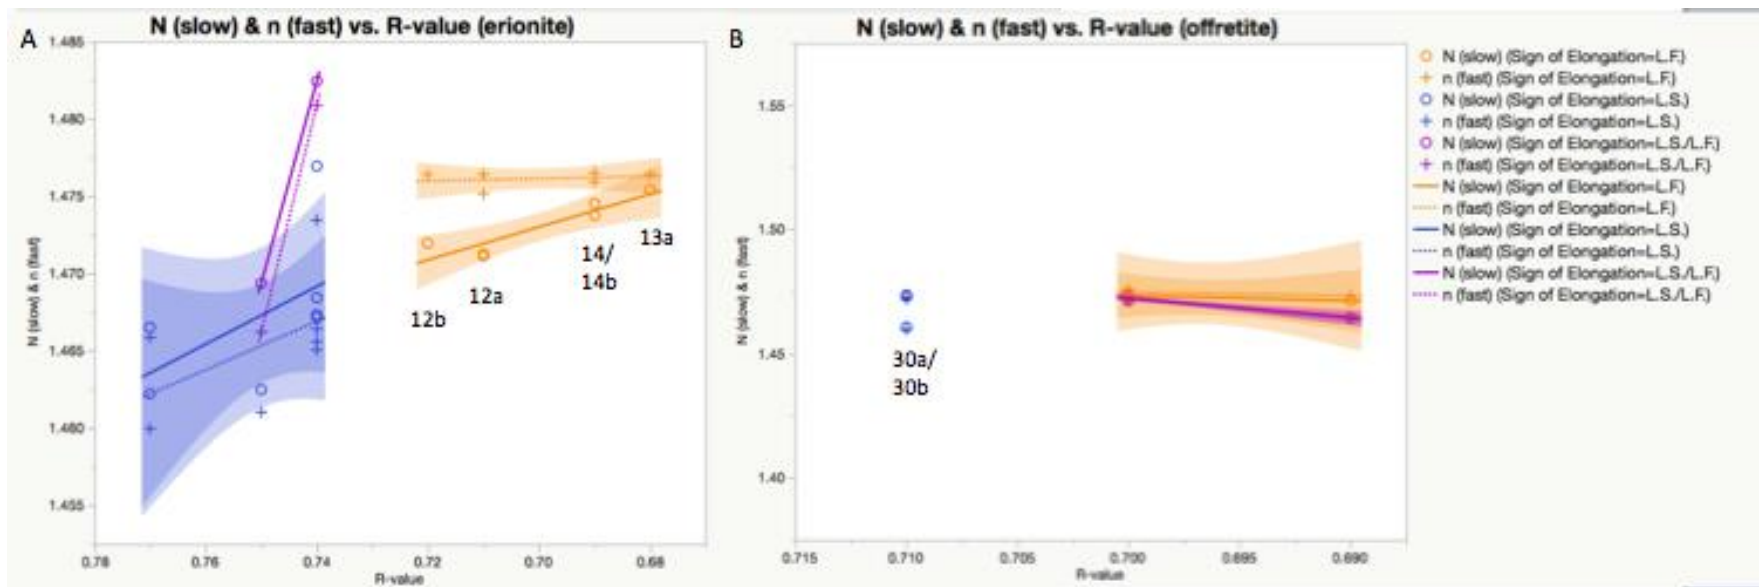 A
N (slow) & n (fast) vs. R-value (erionite)
1.485
1.480
1.475
1.470
1.465
1.460
1.455
N (slow) & n (fast)
12b
12a
14/
14b
13a
0.78
0.76
0.74
0.72
0.70
0.68
R-value
B
N (slow) & n (fast) vs. R-value (offretite)
1.55
1.50
1.45
1.40
N (slow) & n (fast)
30a/
30b
0.715
0.710
0.705
0.700
0.695
0.690
R-value
N (slow) (Sign of Elongation=L.F.)
n (fast) (Sign of Elongation=L.F.)
N (slow) (Sign of Elongation=L.S.)
n (fast) (Sign of Elongation=L.S.)
N (slow) (Sign of Elongation=L.S./L.F.)
n (fast) (Sign of Elongation=L.S./L.F.)
N (slow) (Sign of Elongation=L.F.)
n (fast) (Sign of Elongation=L.F.)
N (slow) (Sign of Elongation=L.S.)
n (fast) (Sign of Elongation=L.S.)
N (slow) (Sign of Elongation=L.S./L.F.)
n (fast) (Sign of Elongation=L.S./L.F.)